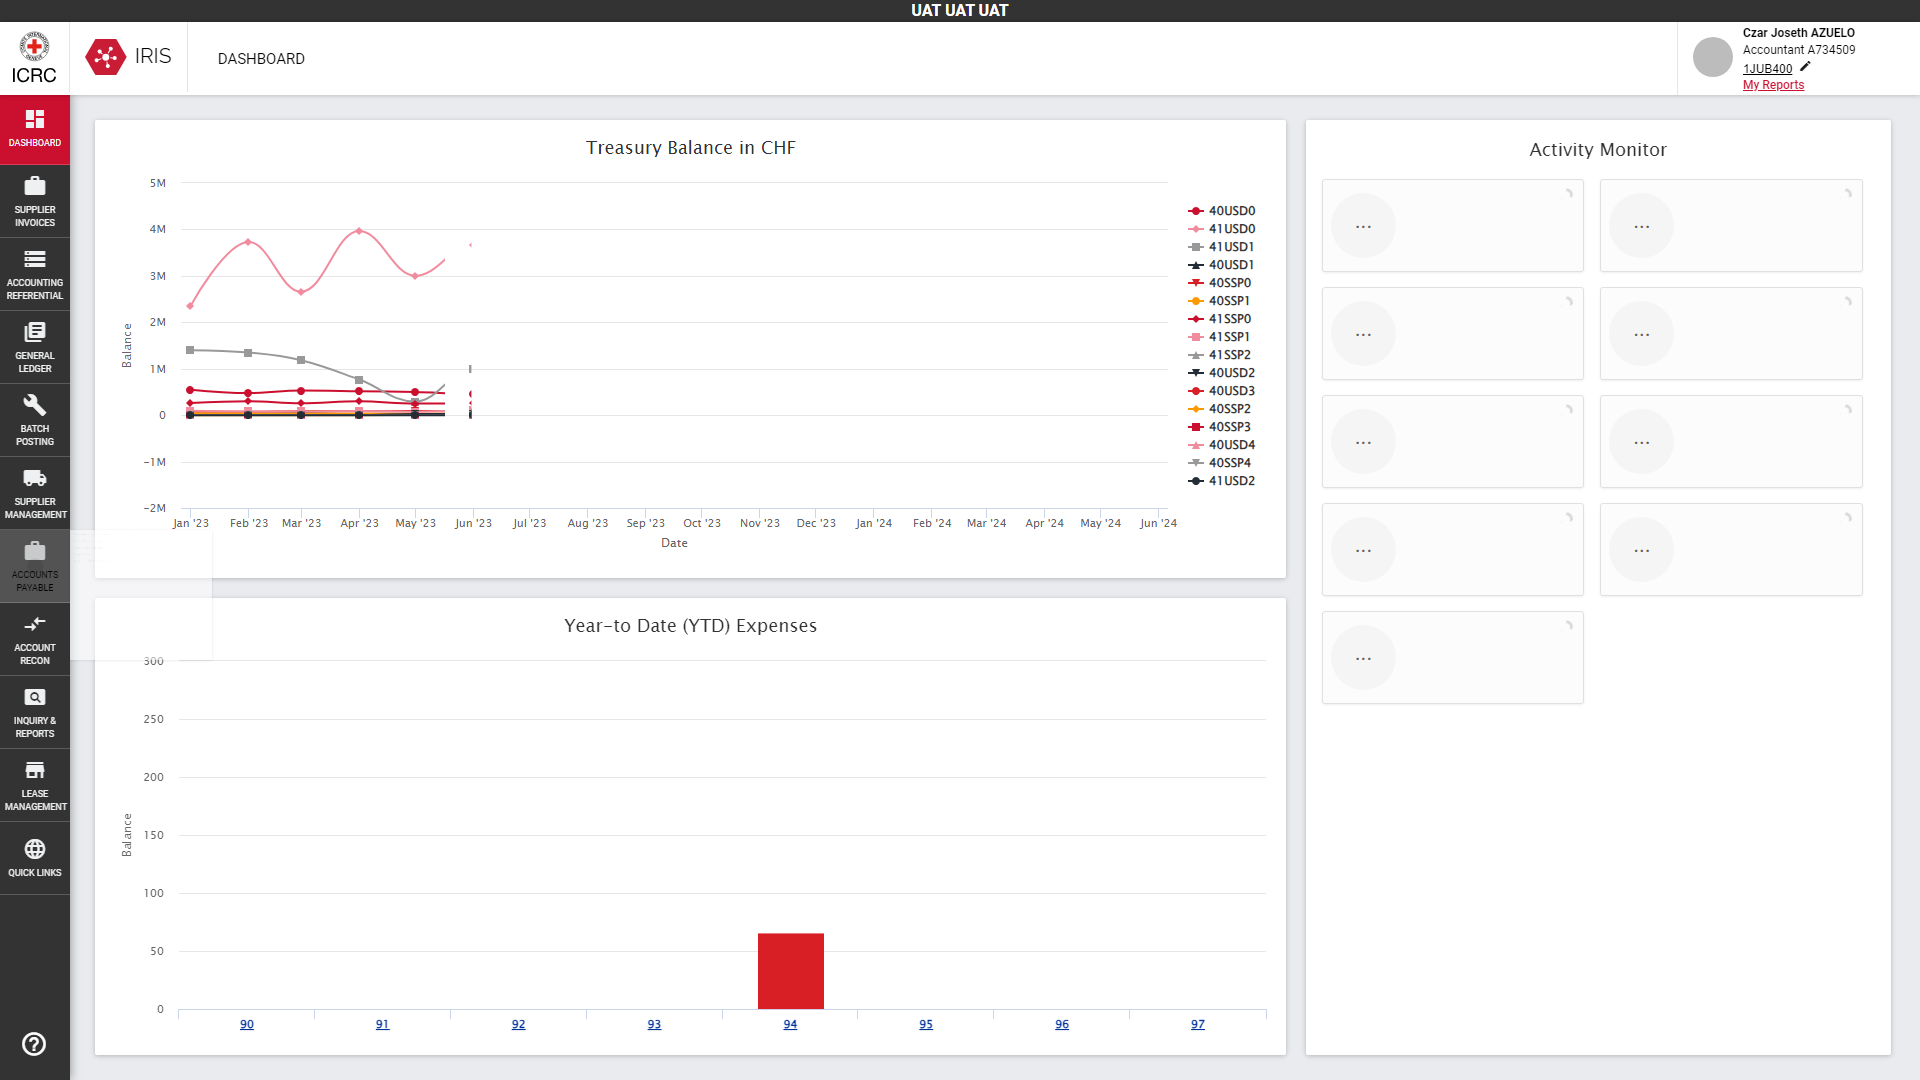 UAT UAT UAT
ICRC
IRIS
DASHBOARD
Czar Joseth AZUELO
Accountant A734509
1JUB400
My Reports
DASHBOARD
SUPPLIER
INVOICES
ACCOUNTING
REFERENTIAL
GENERAL
LEDGER
BATCH
POSTING
SUPPLIER
MANAGEMENT
ACCOUNTS
PAYABLE
ACCOUNT
RECON
INQUIRY &
REPORTS
LEASE
MANAGEMENT
QUICK LINKS
Treasury Balance in CHF
Balance
5M
4M
3M
2M
1M
0
-1M
-2M
Jan '23 Feb '23 Mar '23 Apr '23 May '23 Jun '23 Jul '23 Aug '23 Sep '23 Oct '23 Nov '23 Dec '23 Jan '24 Feb '24 Mar '24 Apr '24 May '24 Jun '24
Date
40USD0
41USD0
41USD1
40USD1
40SSP0
40SSP1
41SSP0
41SSP1
41SSP2
40USD2
40USD3
40SSP2
40SSP3
40USD4
40SSP4
41USD2
Year-to Date (YTD) Expenses
Balance
300
250
200
150
100
50
0
90 91 92 93 94 95 96 97
Activity Monitor
... ...
... ...
... ...
... ...
...